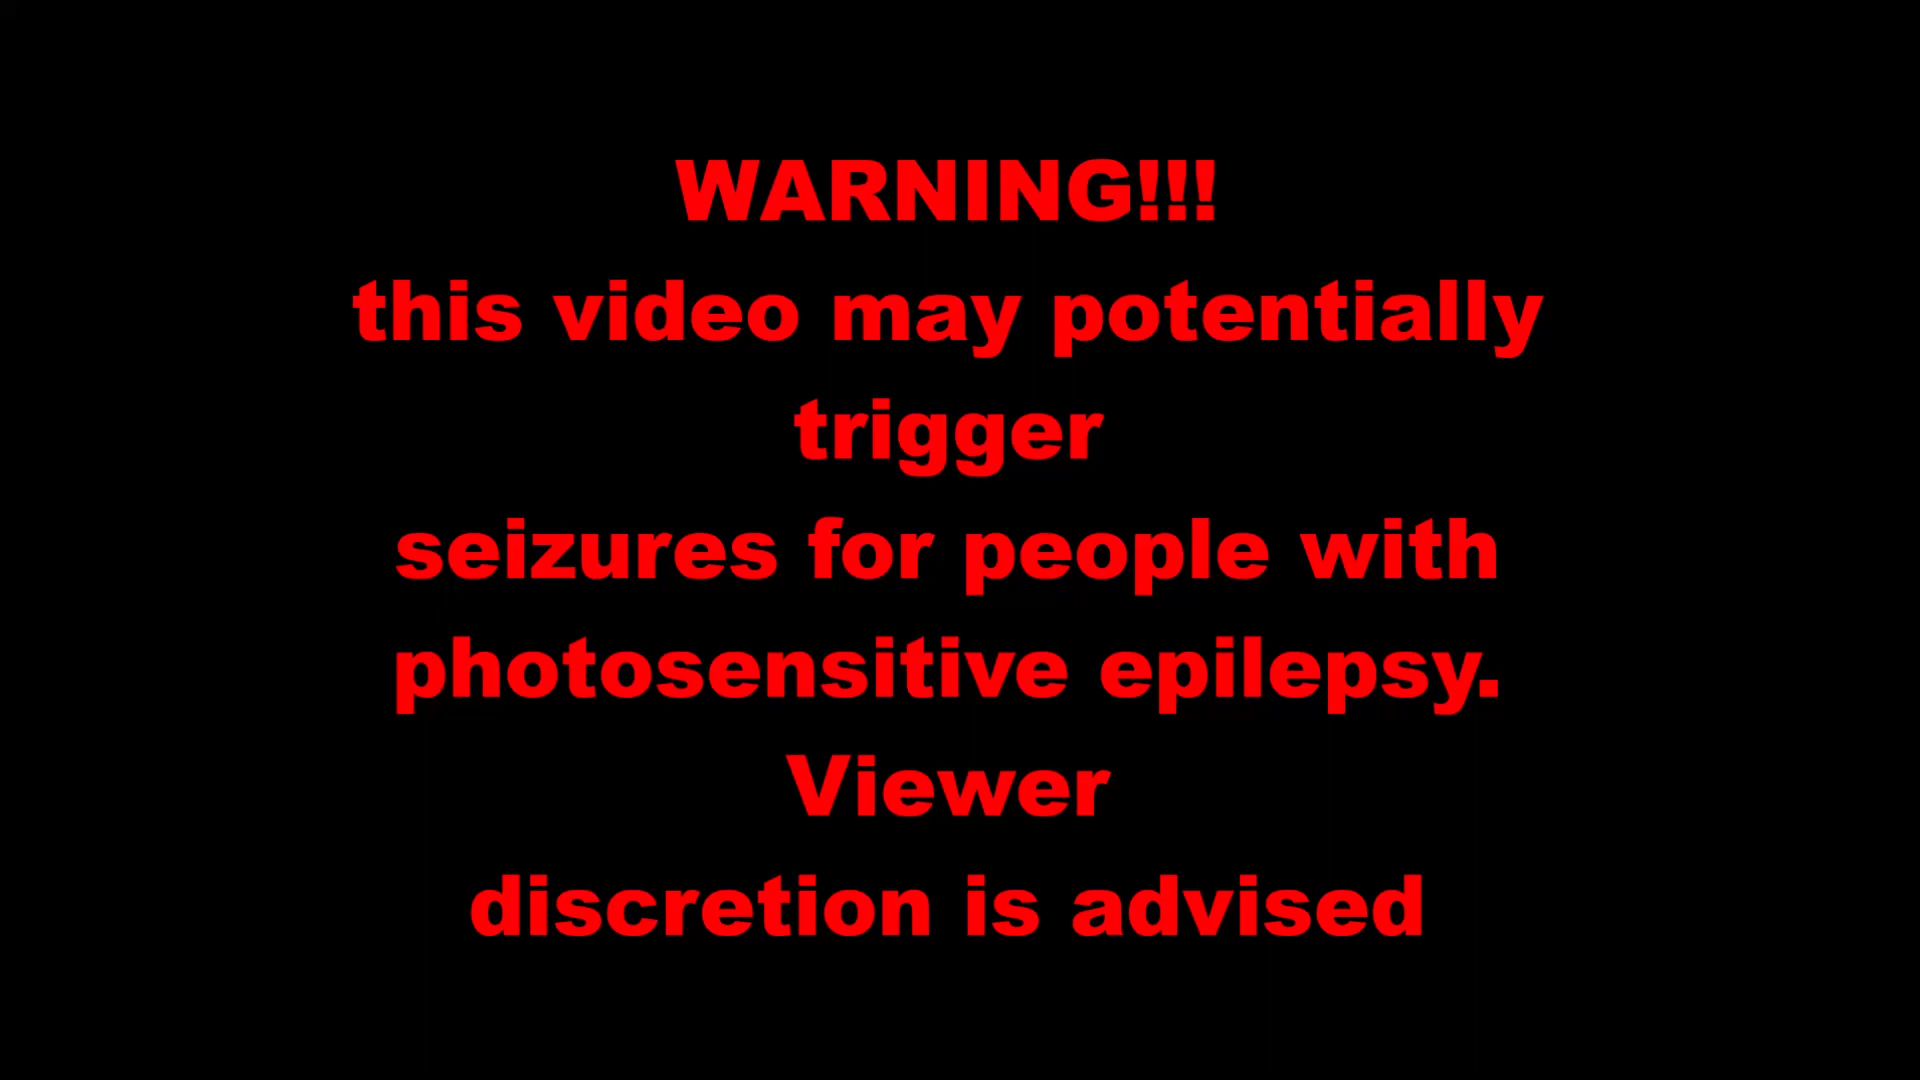 WARNING!!!
this video may potentially
trigger
seizures for people with
photosensitive epilepsy.
Viewer
discretion is advised